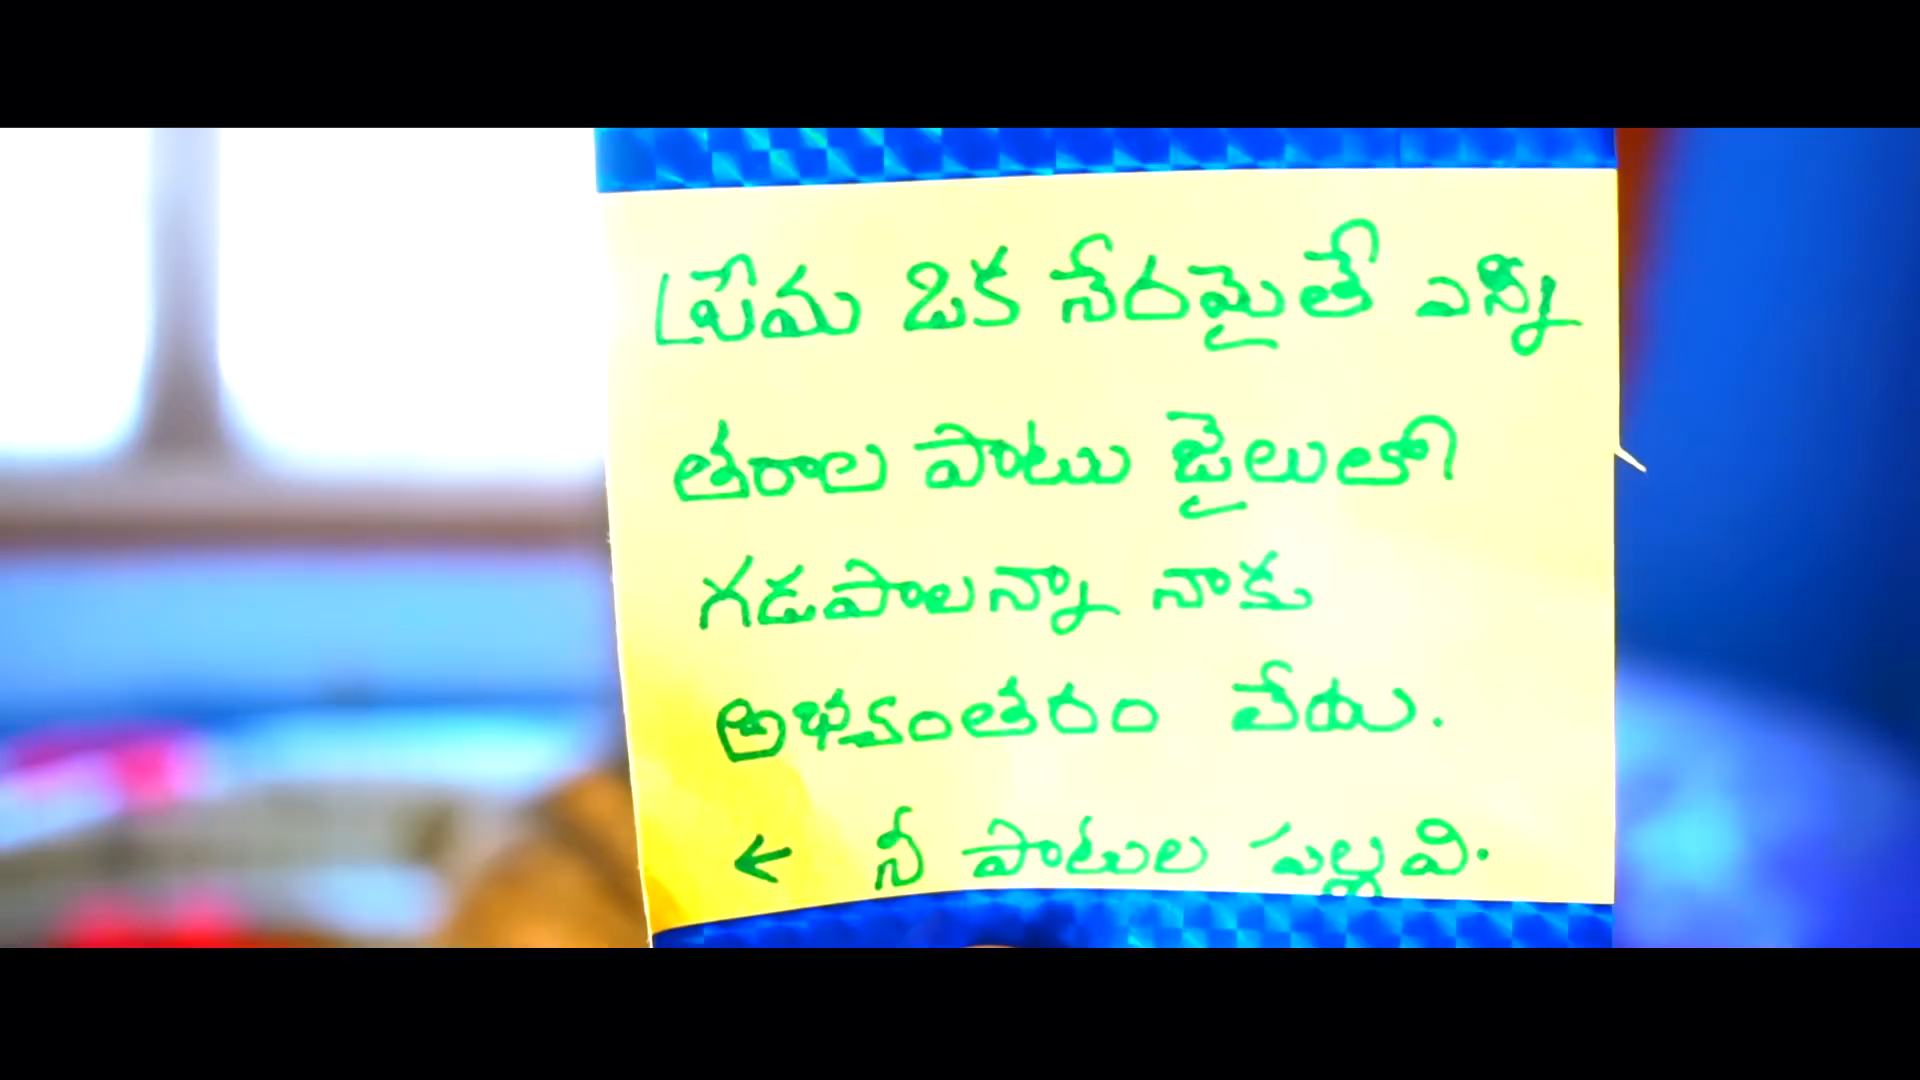 ప్రేమ ఒక నేరమైతే ఎన్ని
తరాల పాటు జైలులో
గడపాలన్నా నాకు
అభ్యంతరం లేదు.
← నీ పాటల పల్లవి.